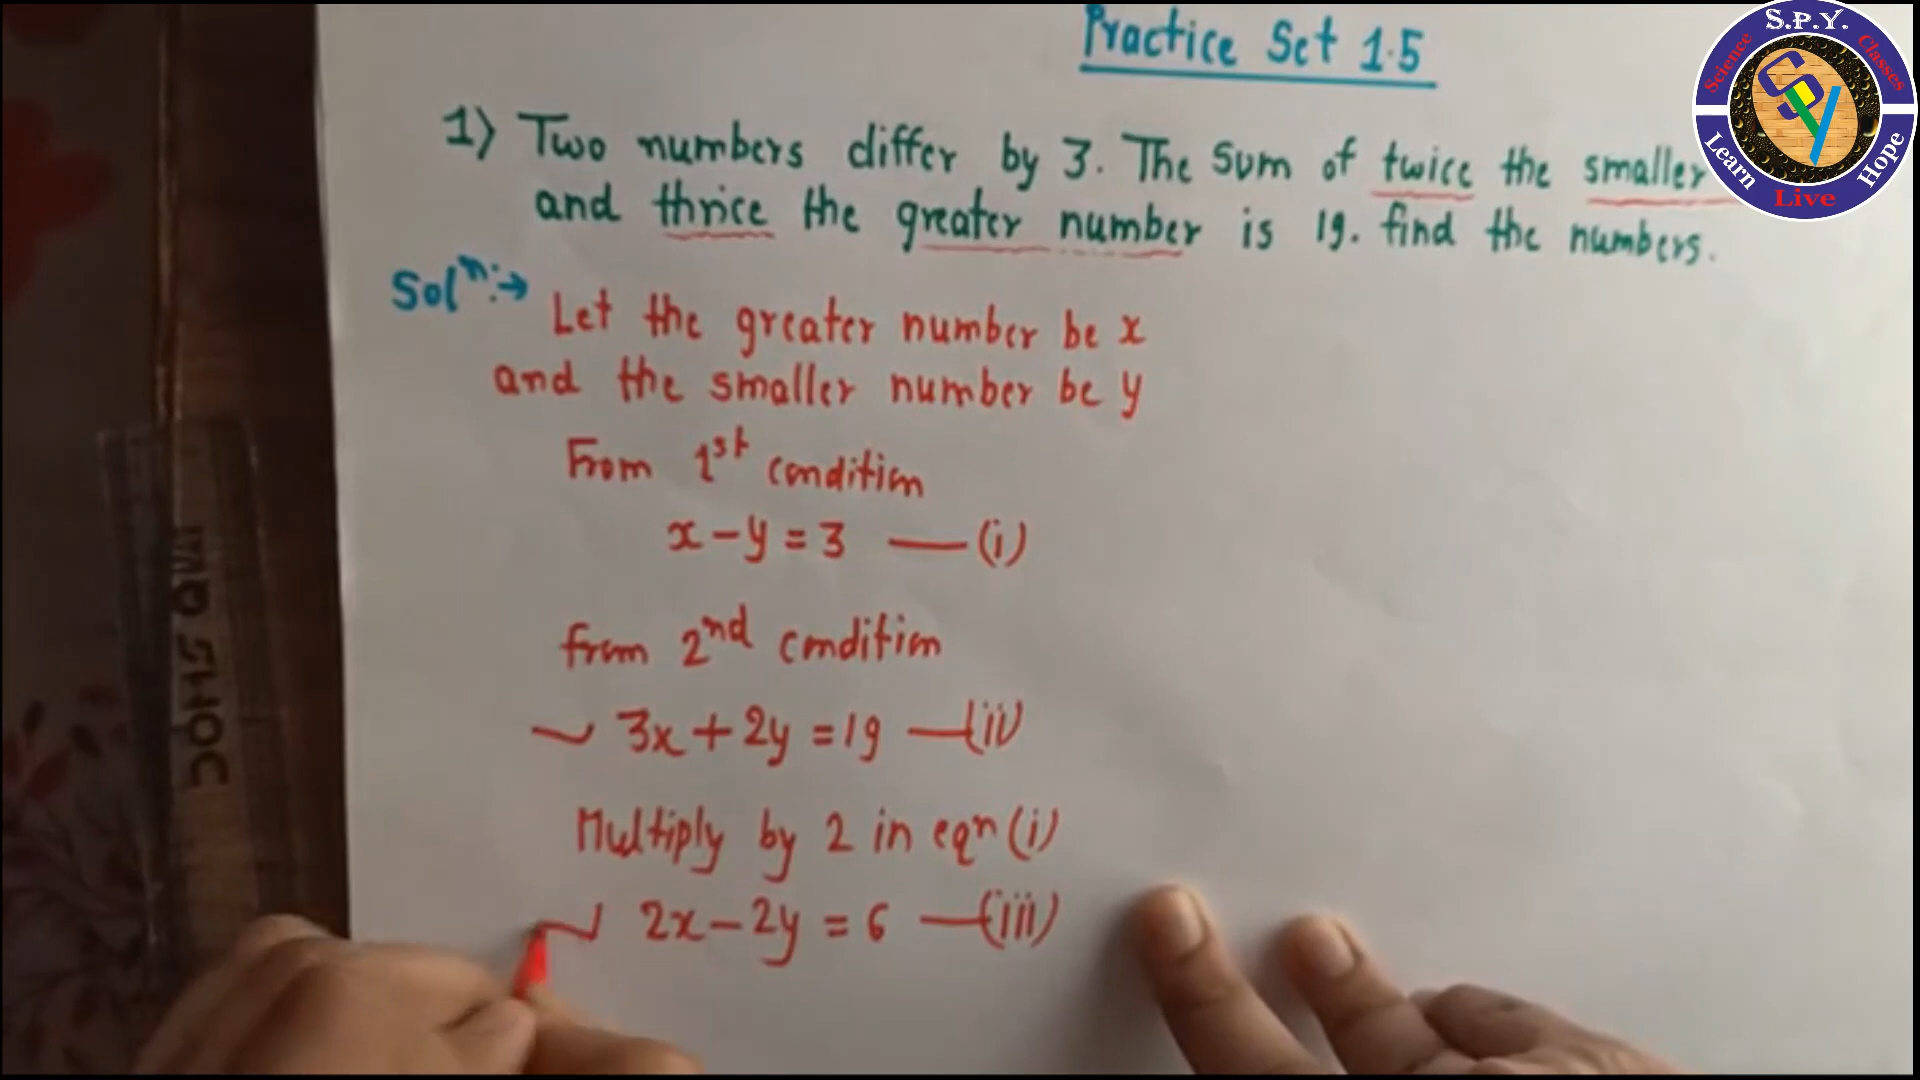 Practice Set 1.5
S.P.Y.
Science
Classes
SPY
Learn
Live
Hope
1) Two numbers differ by 3. The Sum of twice the smaller
and thrice the greater number is 19. find the numbers.
Solⁿ:→ Let the greater number be x
and the smaller number be y
From 1st condition
x - y = 3 —(i)
from 2nd condition
3x + 2y = 19 —(ii)
Multiply by 2 in eqn (i)
2x - 2y = 6 —(iii)
DOMS